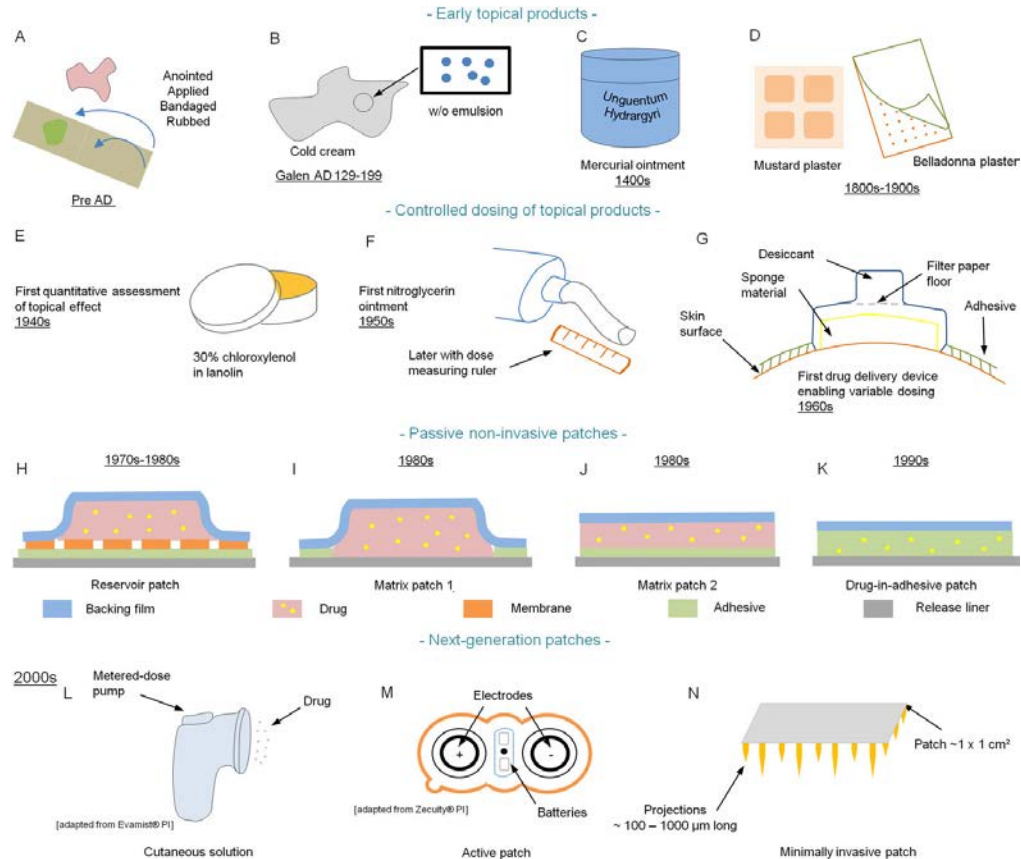 - Early topical products -
A
Anointed
Applied
Bandaged
Rubbed
Pre AD
B
w/o emulsion
Cold cream
Galen AD 129-199
C
Unguentum
Hydrargyri
Mercurial ointment
1400s
D
Mustard plaster
Belladonna plaster
1800s-1900s
- Controlled dosing of topical products -
E
First quantitative assessment
of topical effect
1940s
30% chloroxylenol
in lanolin
F
First nitroglycerin
ointment
1950s
Later with dose
measuring ruler
G
Desiccant
Sponge
material
Filter paper
floor
Skin
surface
Adhesive
First drug delivery device
enabling variable dosing
1960s
- Passive non-invasive patches -
H
1970s-1980s
Reservoir patch
I
1980s
Matrix patch 1
J
1980s
Matrix patch 2
K
1990s
Drug-in-adhesive patch
Backing film
Drug
Membrane
Adhesive
Release liner
- Next-generation patches -
2000s
L
Metered-dose
pump
Drug
[adapted from Evamist® PI]
Cutaneous solution
M
Electrodes
+
-
Batteries
[adapted from Zecuity® PI]
Active patch
N
Patch ~1 x 1 cm²
Projections
~ 100 – 1000 µm long
Minimally invasive patch